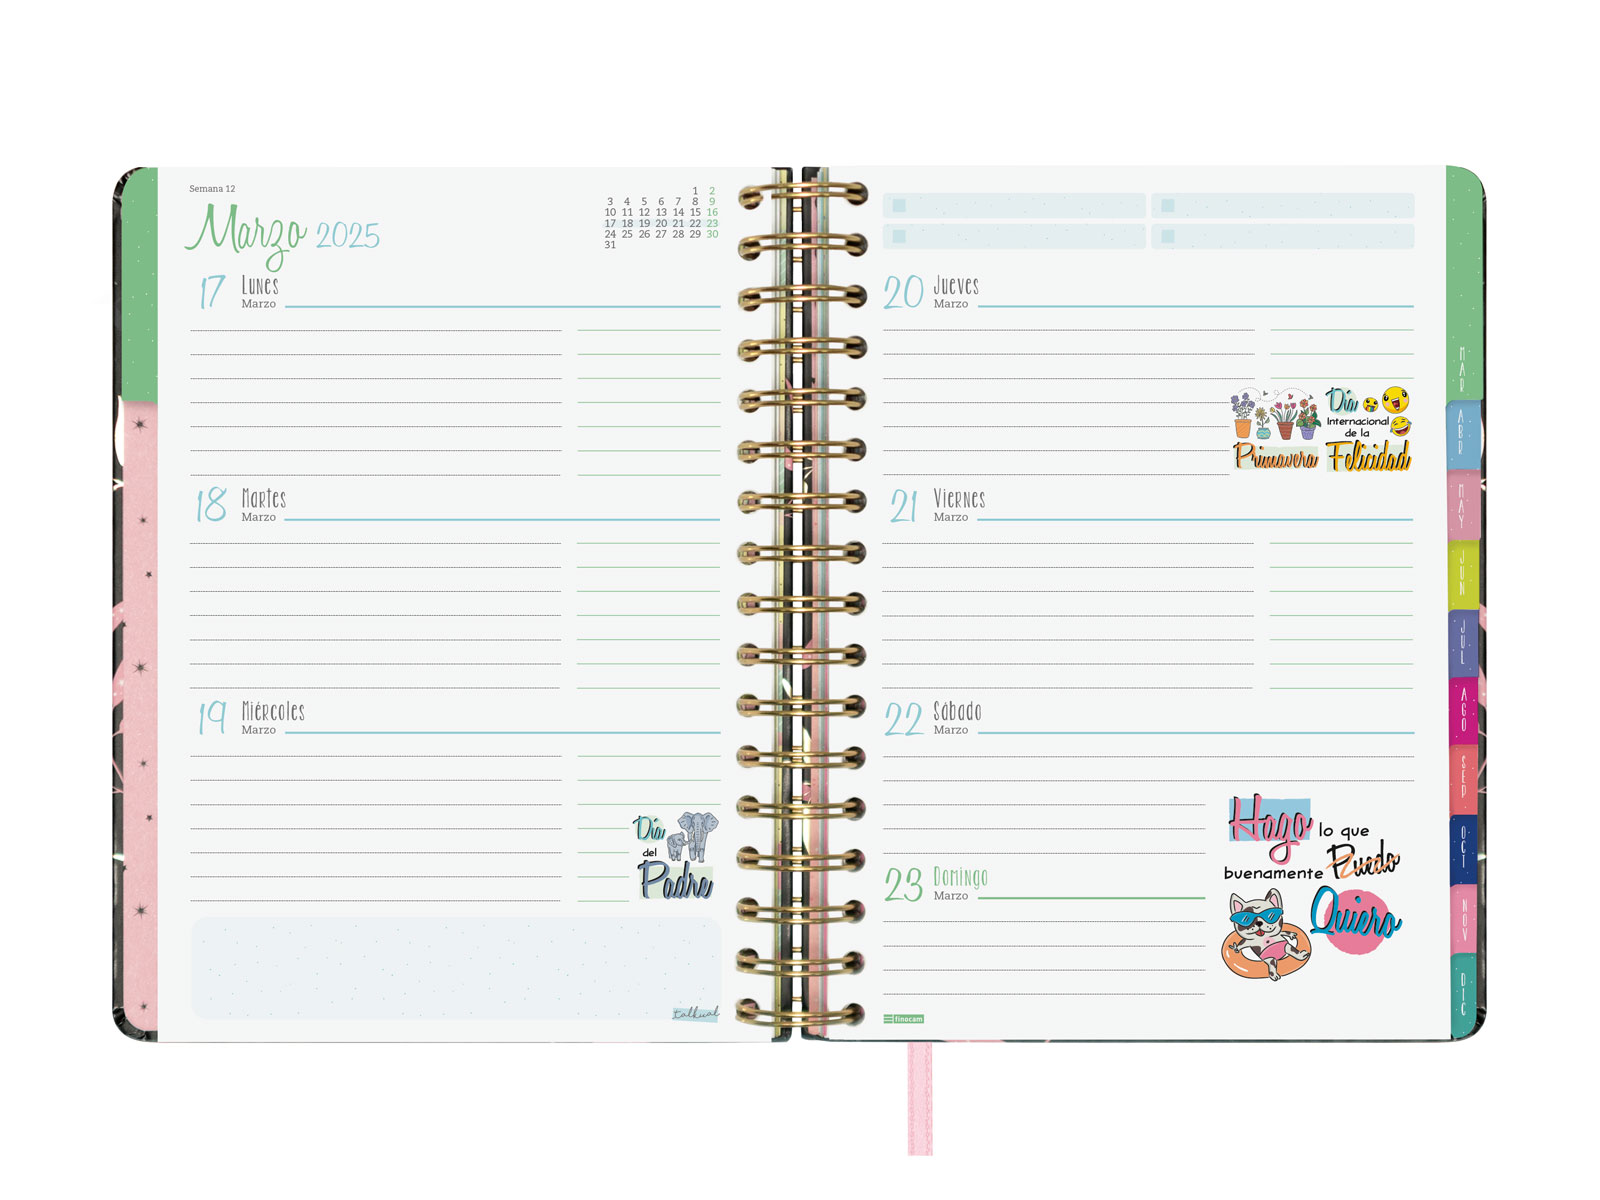 Semana 12
Marzo 2025
1 2
3 4 5 6 7 8 9
10 11 12 13 14 15 16
17 18 19 20 21 22 23
24 25 26 27 28 29 30
31
17 Lunes
Marzo
18 Martes
Marzo
19 Miércoles
Marzo
Día
del
Padre
talkual
20 Jueves
Marzo
Primavera
Día
Internacional
de la
Felicidad
21 Viernes
Marzo
22 Sábado
Marzo
Hago lo que
buenamente Puedo
Quiero
23 Domingo
Marzo
finocam
MAR
ABR
MAY
JUN
JUL
AGO
SEP
OCT
NOV
DIC